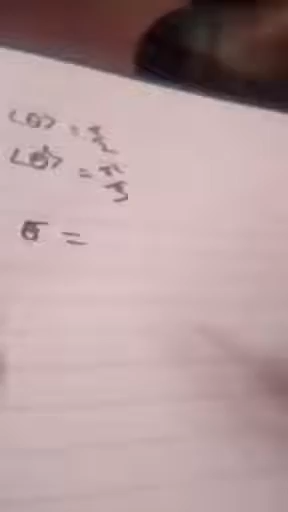 <θ> = π/2
<θ²> = π²/3
σ =